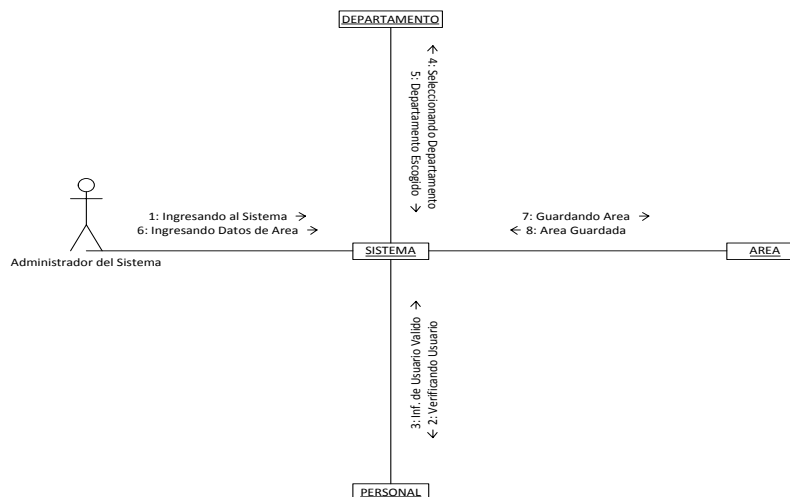 DEPARTAMENTO
← 4: Seleccionando Departamento
5: Departamento Escogido →
1: Ingresando al Sistema →
6: Ingresando Datos de Area →
7: Guardando Area →
← 8: Area Guardada
SISTEMA
AREA
Administrador del Sistema
3: Inf. de Usuario Valido →
← 2: Verificando Usuario
PERSONAL